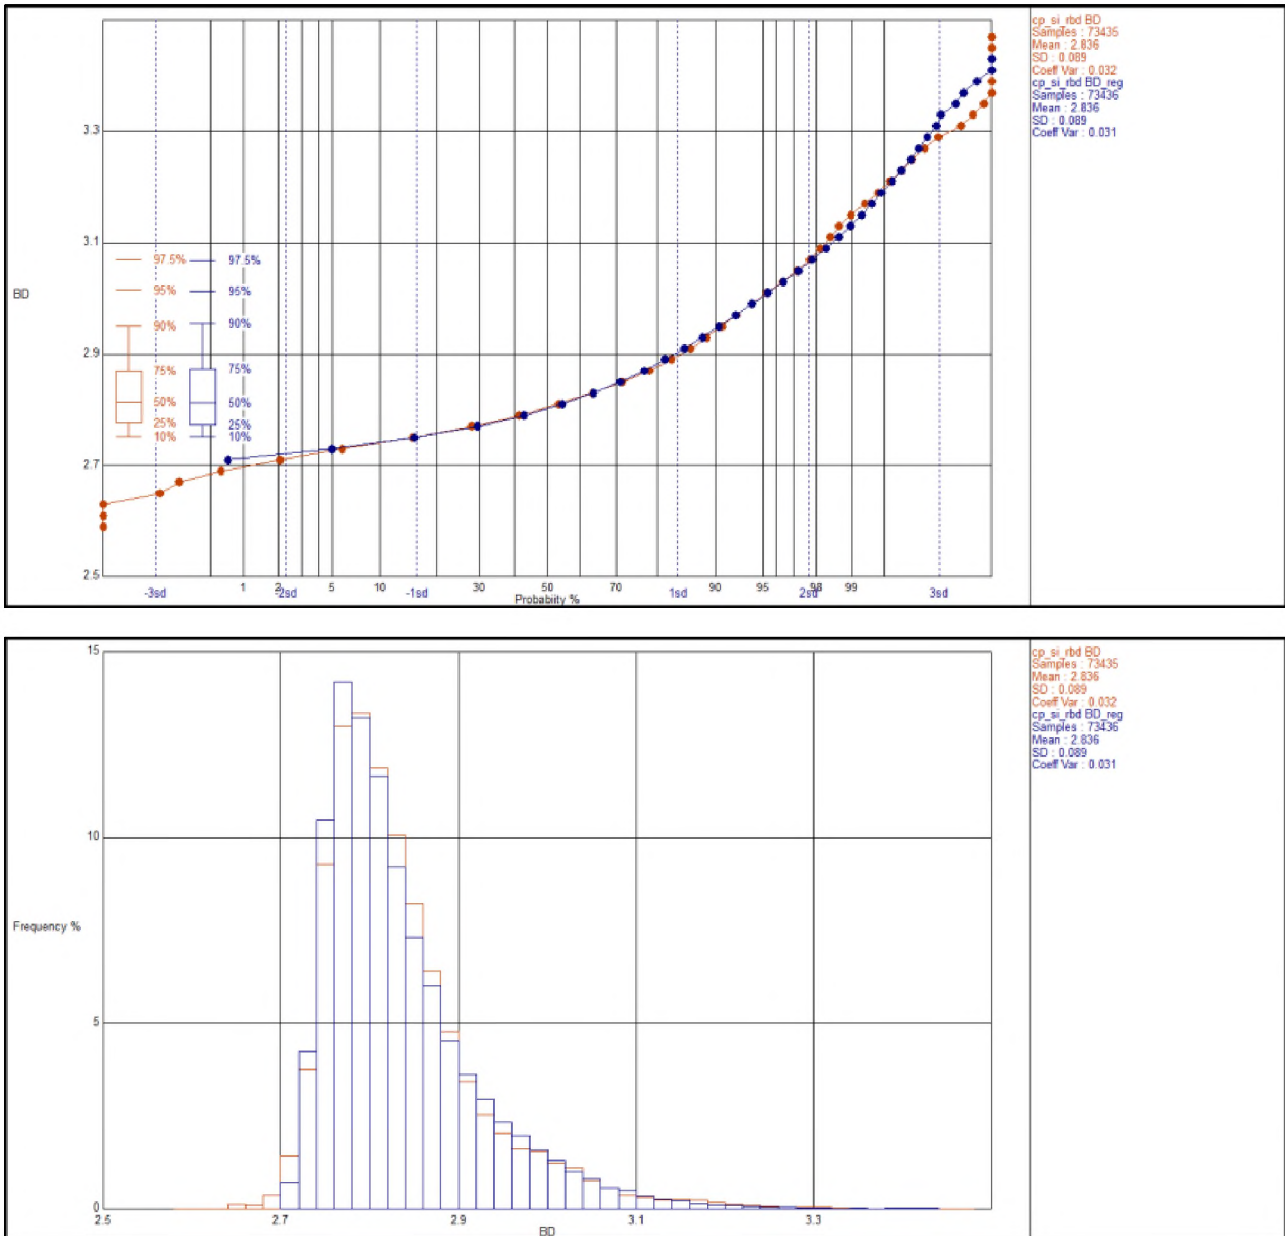 cp_si_rbd BD
Samples : 73435
Mean : 2.836
SD : 0.089
Coeff Var : 0.032
cp_si_rbd BD_reg
Samples : 73436
Mean : 2.836
SD : 0.089
Coeff Var : 0.031
3.3
3.1
97.5% 97.5%
95% 95%
BD
90% 90%
2.9
75% 75%
50% 50%
25% 25%
10% 10%
2.7
2.5
1 2 5 10 30 50 70 90 95 98 99
-3sd -2sd -1sd 1sd 2sd 3sd
Probability %
cp_si_rbd BD
Samples : 73435
Mean : 2.836
SD : 0.089
Coeff Var : 0.032
cp_si_rbd BD_reg
Samples : 73436
Mean : 2.836
SD : 0.089
Coeff Var : 0.031
15
10
Frequency %
5
0
2.5 2.7 2.9 3.1 3.3
BD